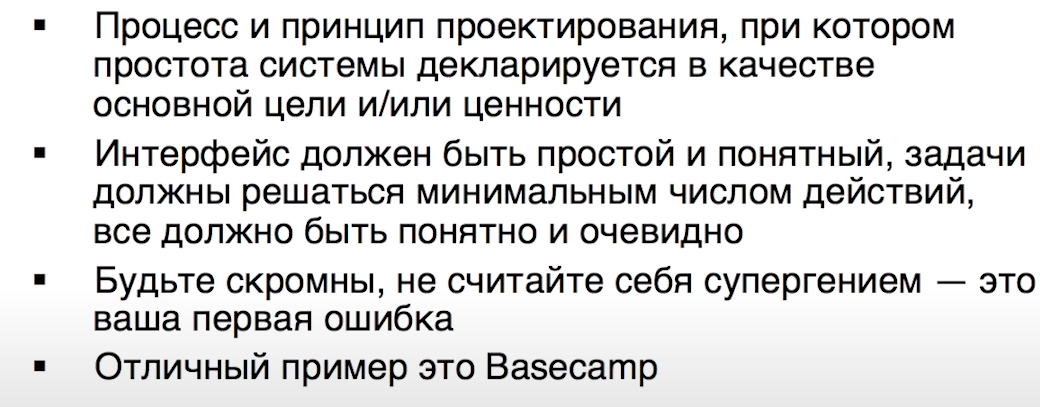 ▪ Процесс и принцип проектирования, при котором
простота системы декларируется в качестве
основной цели и/или ценности
▪ Интерфейс должен быть простой и понятный, задачи
должны решаться минимальным числом действий,
все должно быть понятно и очевидно
▪ Будьте скромны, не считайте себя супергением — это
ваша первая ошибка
▪ Отличный пример это Basecamp